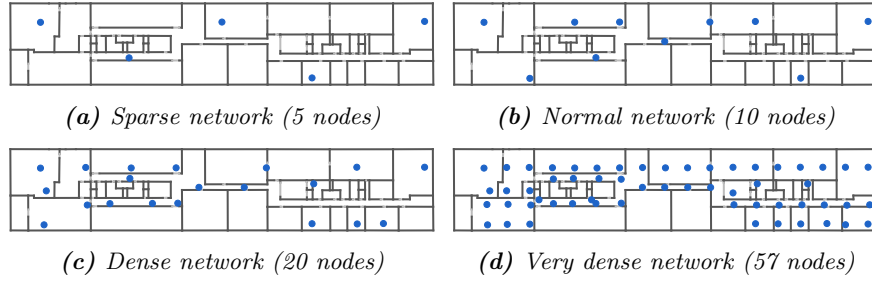 (a) Sparse network (5 nodes)
(b) Normal network (10 nodes)
(c) Dense network (20 nodes)
(d) Very dense network (57 nodes)